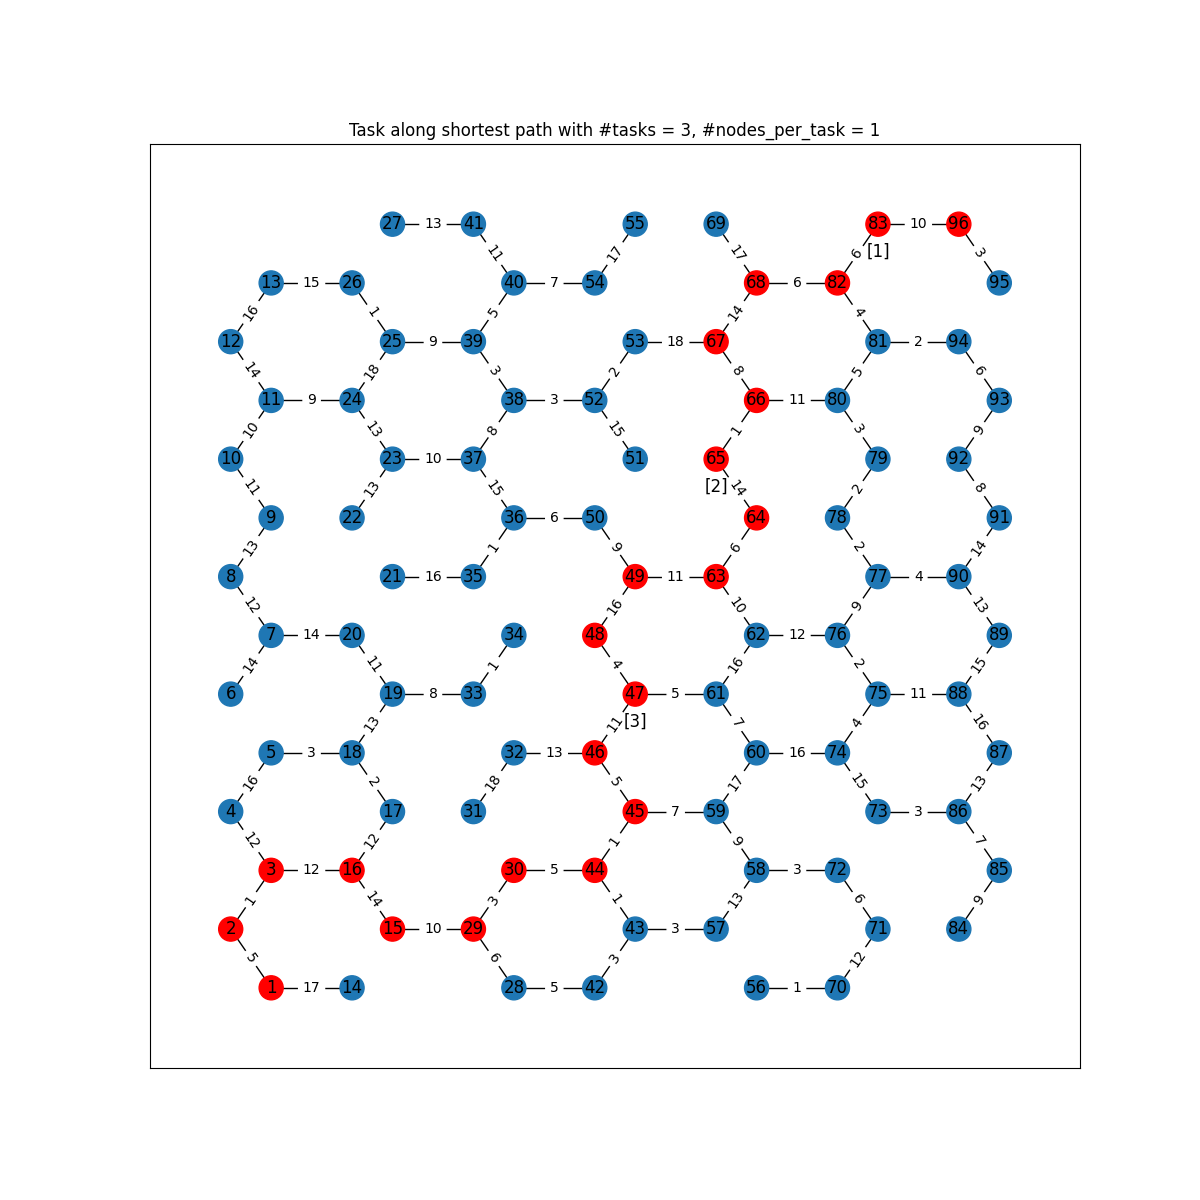 Task along shortest path with #tasks = 3, #nodes_per_task = 1
27 13 41 55 69 83 10 96
11 17 17 6 [1] 3
13 15 26 40 7 54 68 6 82 95
16 1 5 14 4
12 25 9 39 53 18 67 81 2 94
14 18 3 2 8 5 6
11 9 24 38 3 52 66 11 80 93
10 13 8 15 1 3 9
10 23 10 37 51 65 79 92
11 13 15 [2] 14 2 8
9 22 36 6 50 64 78 91
13 1 9 6 2 14
8 21 16 35 49 11 63 77 4 90
12 16 10 9 13
7 14 20 34 48 62 12 76 89
14 11 1 4 16 2 15
6 19 8 33 47 5 61 75 11 88
13 11 [3] 7 4 16
5 3 18 32 13 46 60 16 74 87
16 2 18 5 17 15 13
4 17 31 45 7 59 73 3 86
12 12 1 9 7
3 12 16 30 5 44 58 3 72 85
1 14 3 1 13 6 9
2 15 10 29 43 3 57 71 84
5 6 3 12
1 17 14 28 5 42 56 1 70